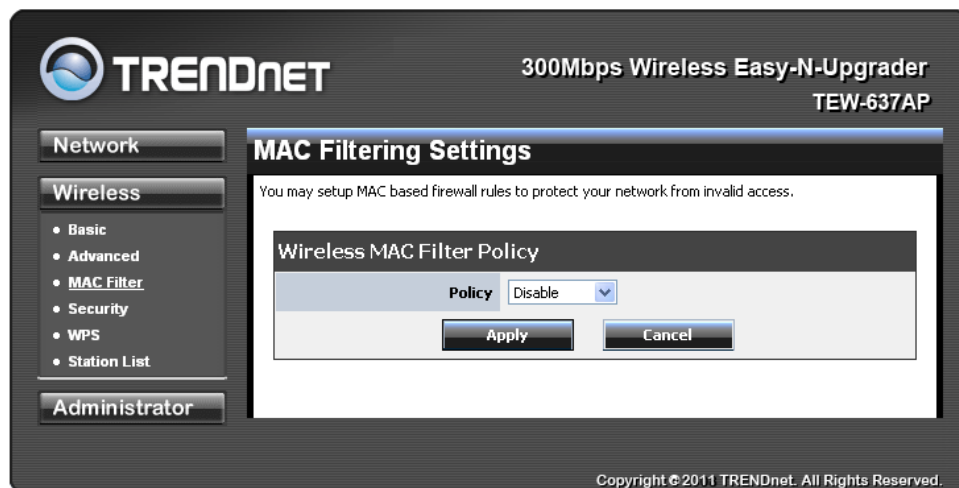 TRENDNET
300Mbps Wireless Easy-N-Upgrader
TEW-637AP
Network
Wireless
Basic
Advanced
MAC Filter
Security
WPS
Station List
Administrator
MAC Filtering Settings
You may setup MAC based firewall rules to protect your network from invalid access.
Wireless MAC Filter Policy
Policy Disable
Apply Cancel
Copyright © 2011 TRENDnet. All Rights Reserved.